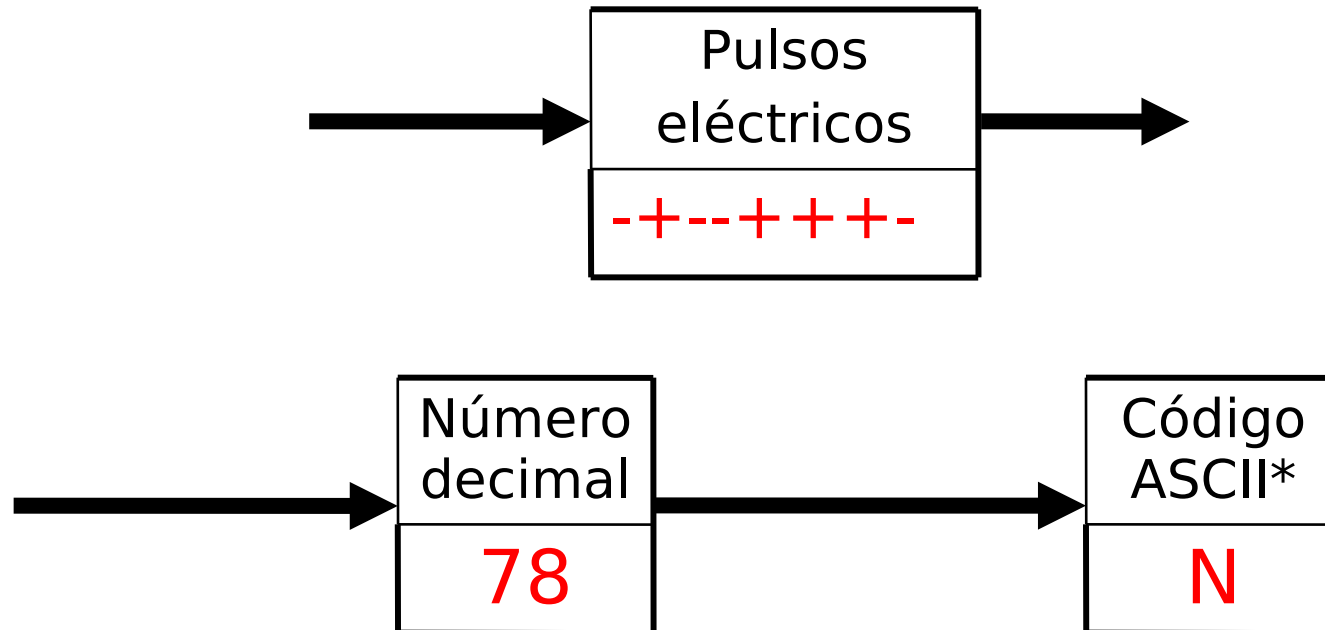 Pulsos
eléctricos
-+--+++-
Número
decimal
Código
ASCII*
78
N